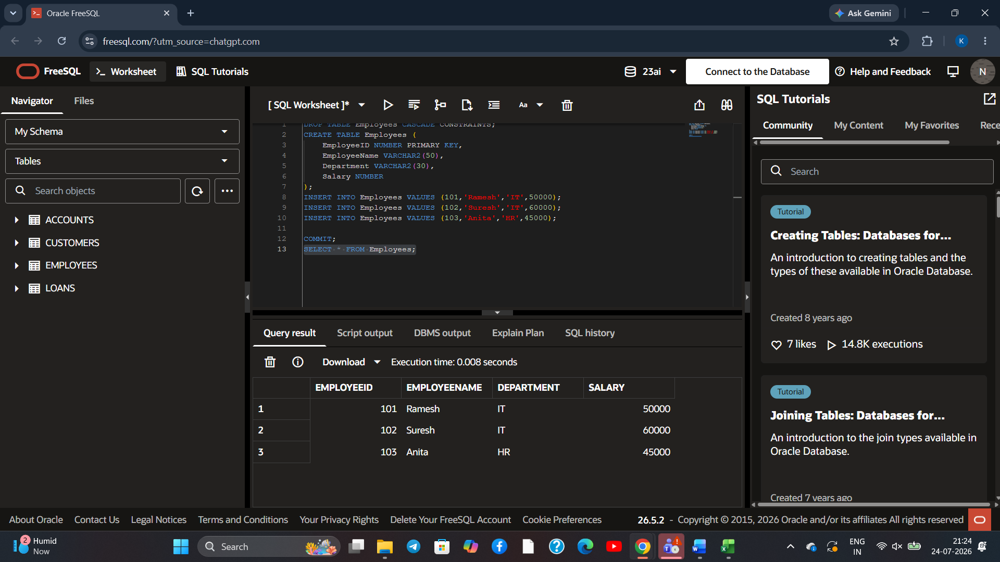 Oracle FreeSQL
Ask Gemini
freesql.com/?utm_source=chatgpt.com
K
FreeSQL
Worksheet
SQL Tutorials
23ai
Connect to the Database
Help and Feedback
N
Navigator
Files
My Schema
Tables
Search objects
ACCOUNTS
CUSTOMERS
EMPLOYEES
LOANS
[ SQL Worksheet ]*
Aa
1 DROP TABLE Employees CASCADE CONSTRAINTS;
2 CREATE TABLE Employees (
3 EmployeeID NUMBER PRIMARY KEY,
4 EmployeeName VARCHAR2(50),
5 Department VARCHAR2(30),
6 Salary NUMBER
7 );
8 INSERT INTO Employees VALUES (101,'Ramesh','IT',50000);
9 INSERT INTO Employees VALUES (102,'Suresh','IT',60000);
10 INSERT INTO Employees VALUES (103,'Anita','HR',45000);
11
12 COMMIT;
13 SELECT * FROM Employees;
Query result
Script output
DBMS output
Explain Plan
SQL history
Download
Execution time: 0.008 seconds
EMPLOYEEID EMPLOYEENAME DEPARTMENT SALARY
1 101 Ramesh IT 50000
2 102 Suresh IT 60000
3 103 Anita HR 45000
SQL Tutorials
Community
My Content
My Favorites
Rece
Search
Tutorial
Creating Tables: Databases for...
An introduction to creating tables and the
types of these available in Oracle Database.
Created 8 years ago
7 likes
14.8K executions
Tutorial
Joining Tables: Databases for...
An introduction to the join types available in
Oracle Database.
Created 7 years ago
About Oracle
Contact Us
Legal Notices
Terms and Conditions
Your Privacy Rights
Delete Your FreeSQL Account
Cookie Preferences
26.5.2 - Copyright © 2015, 2026 Oracle and/or its affiliates All rights reserved
2
Humid
Now
Search
ENG
IN
21:24
24-07-2026